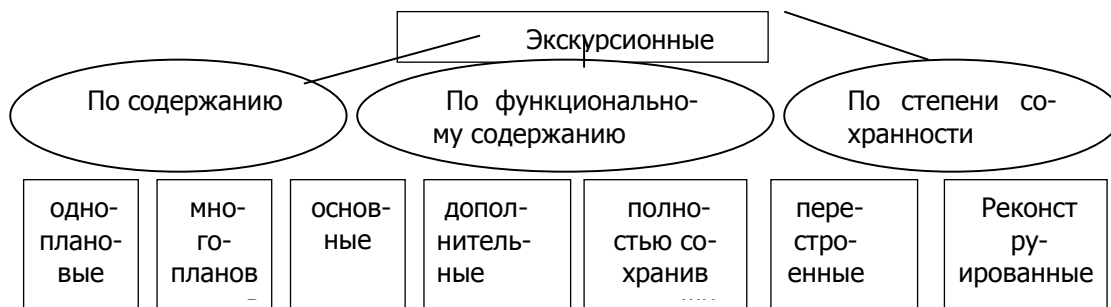 Экскурсионные
По содержанию
По функционально-
му содержанию
По степени со-
хранности
одно-
плано-
вые
мно-
го-
планов
основ-
ные
допол-
нитель-
ные
полно-
стью со-
хранив
пере-
стро-
енные
Реконст
ру-
ированные